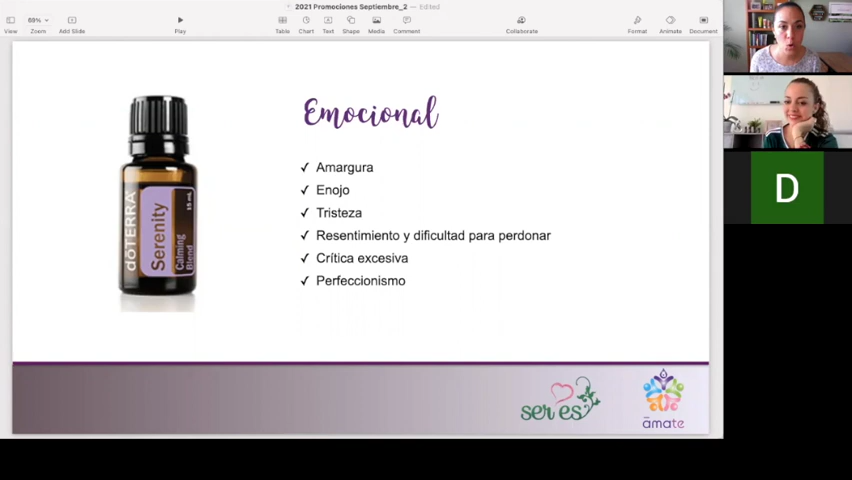 2021 Promociones Septiembre_2 — Edited
89%
View
Zoom
Add Slide
Play
Table
Chart
Text
Shape
Media
Comment
Collaborate
Format
Animate
Document
Emocional
✓ Amargura
✓ Enojo
✓ Tristeza
✓ Resentimiento y dificultad para perdonar
✓ Crítica excesiva
✓ Perfeccionismo
dōTERRA
Serenity
Calming
Blend
15 mL
ser es
āmate
D